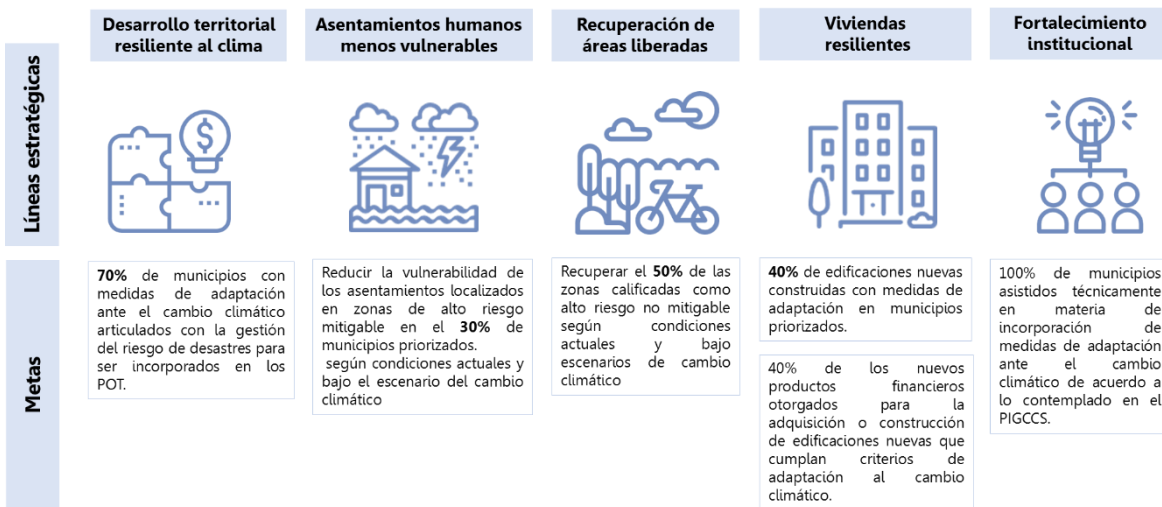 Desarrollo territorial
resiliente al clima
Asentamientos humanos
menos vulnerables
Recuperación de
áreas liberadas
Viviendas
resilientes
Fortalecimiento
institucional
Líneas estratégicas
$
Metas
70% de municipios con
medidas de adaptación
ante el cambio climático
articulados con la gestión
del riesgo de desastres para
ser incorporados en los
POT.
Reducir la vulnerabilidad de
los asentamientos localizados
en zonas de alto riesgo
mitigable en el 30% de
municipios priorizados.
según condiciones actuales y
bajo el escenario del cambio
climático
Recuperar el 50% de las
zonas calificadas como
alto riesgo no mitigable
según condiciones
actuales y bajo
escenarios de cambio
climático
40% de edificaciones nuevas
construidas con medidas de
adaptación en municipios
priorizados.
40% de los nuevos
productos financieros
otorgados para la
adquisición o construcción
de edificaciones nuevas que
cumplan criterios de
adaptación al cambio
climático.
100% de municipios
asistidos técnicamente
en materia de
incorporación de
medidas de adaptación
ante el cambio
climático de acuerdo a
lo contemplado en el
PIGCCS.